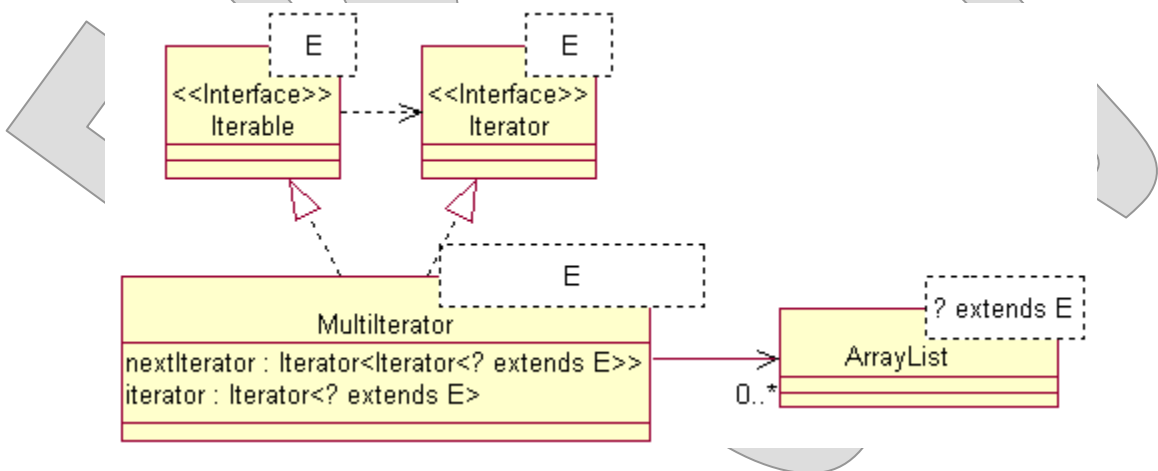 E
E
<<Interface>>
Iterable
<<Interface>>
Iterator
E
MultiIterator
nextIterator : Iterator<Iterator<? extends E>>
iterator : Iterator<? extends E>
? extends E
ArrayList
0..*